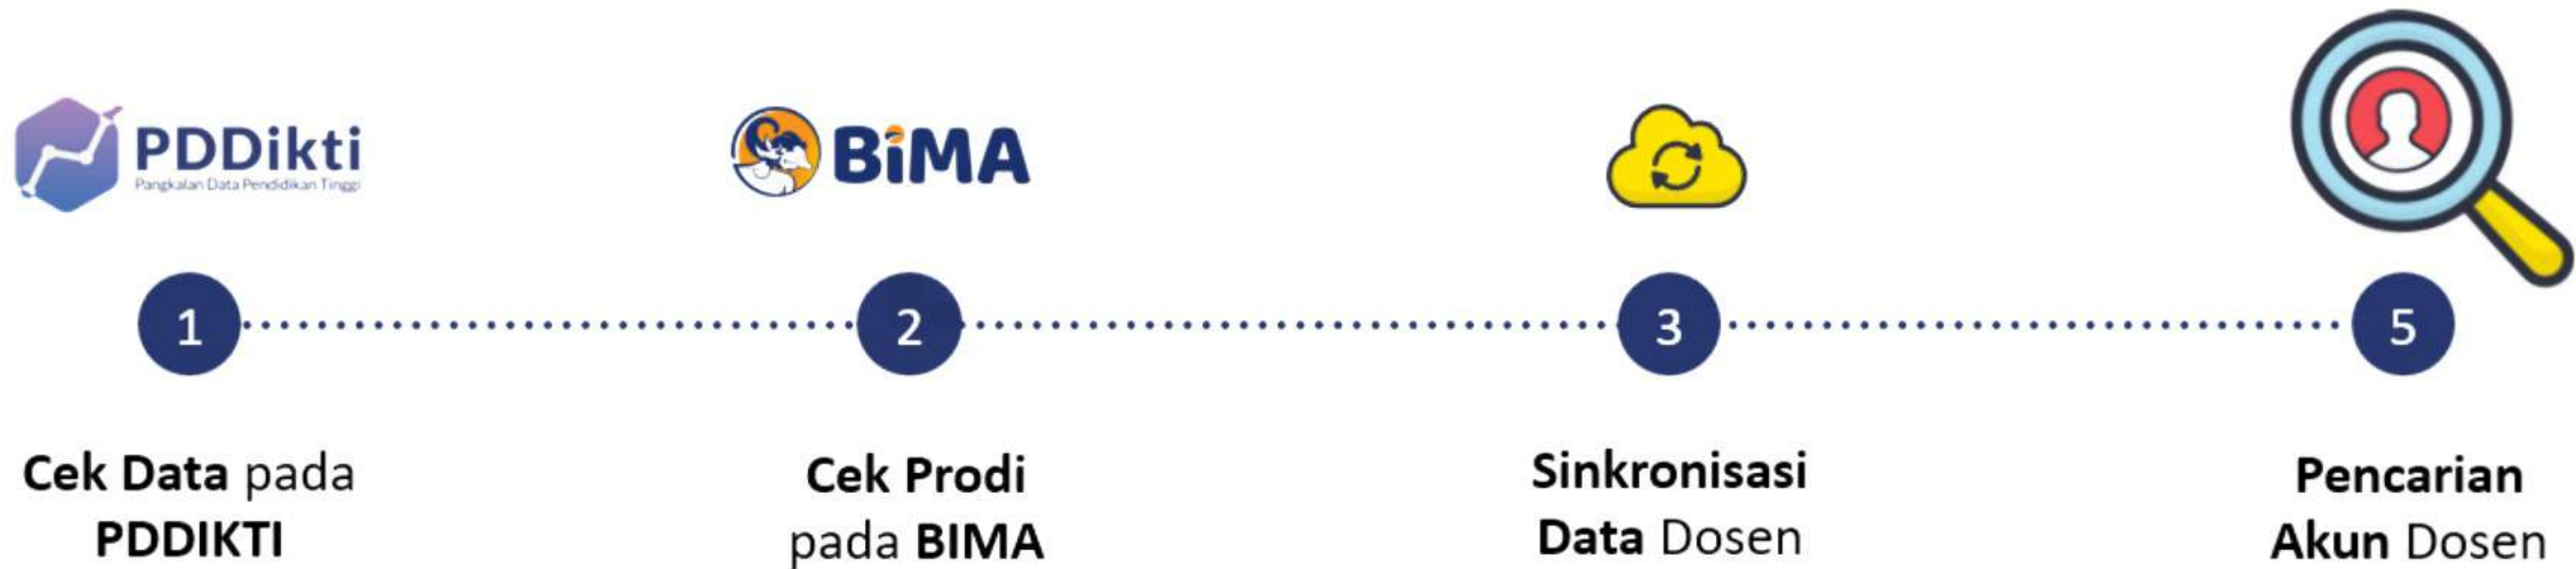 PDDikti
Pangkalan Data Pendidikan Tinggi
BiMA
1
2
3
5
Cek Data pada
PDDIKTI
Cek Prodi
pada BIMA
Sinkronisasi
Data Dosen
Pencarian
Akun Dosen